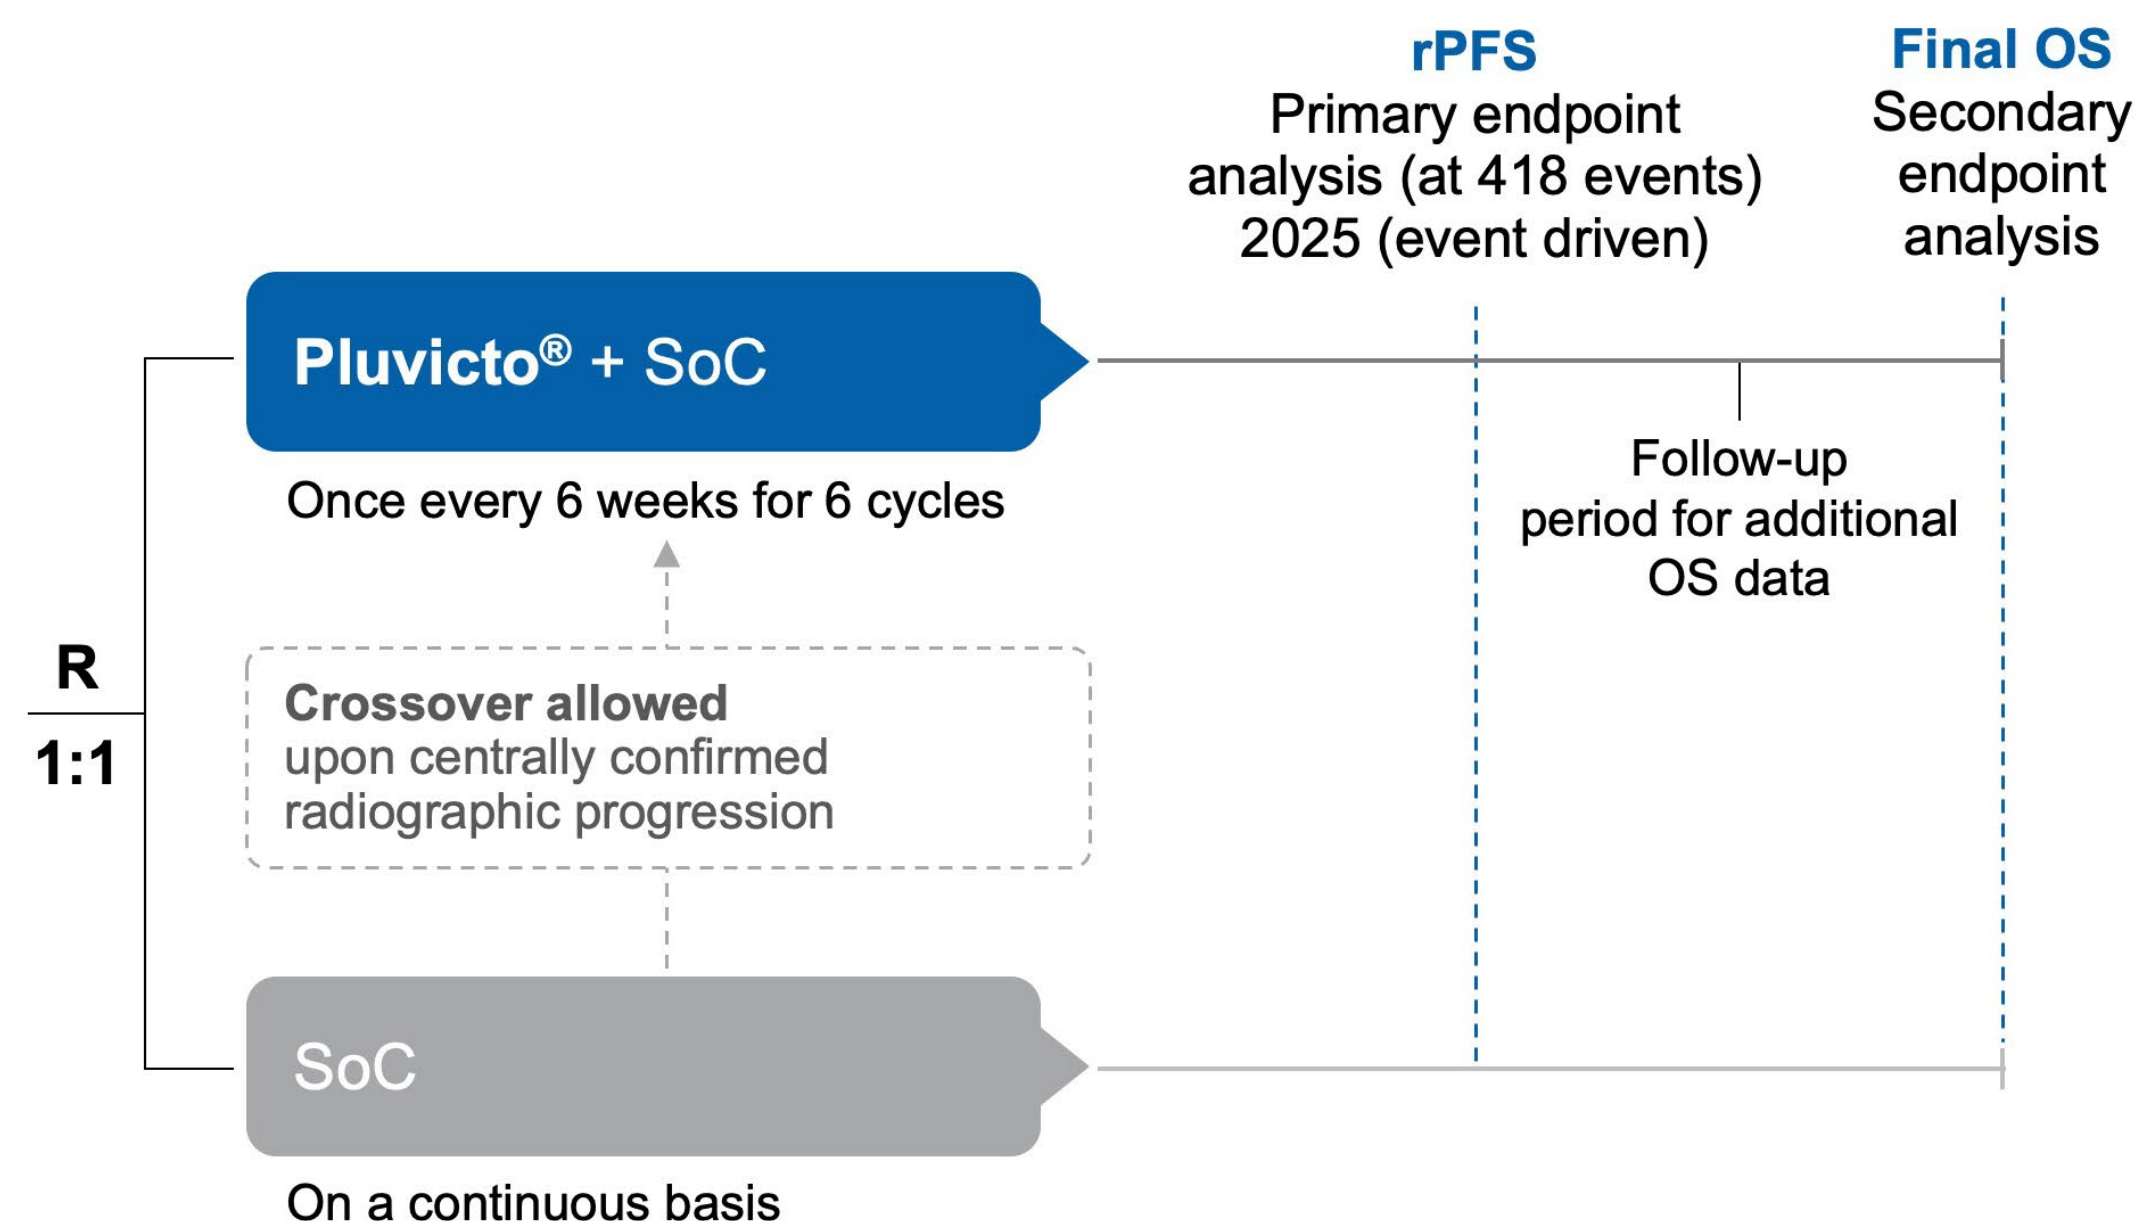 rPFS
Primary endpoint
analysis (at 418 events)
2025 (event driven)
Final OS
Secondary
endpoint
analysis
Pluvicto® + SoC
Once every 6 weeks for 6 cycles
Follow-up
period for additional
OS data
R
1:1
Crossover allowed
upon centrally confirmed
radiographic progression
SoC
On a continuous basis